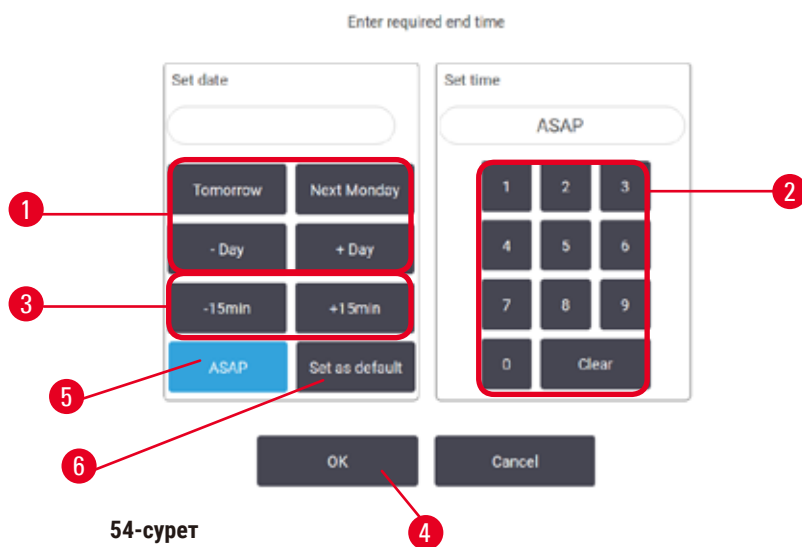 Enter required end time
Set date
Set time
ASAP
Tomorrow
Next Monday
1
2
3
- Day
+ Day
4
5
6
-15min
+15min
7
8
9
ASAP
Set as default
0
Clear
OK
Cancel
1
2
3
5
6
4
54-сурет